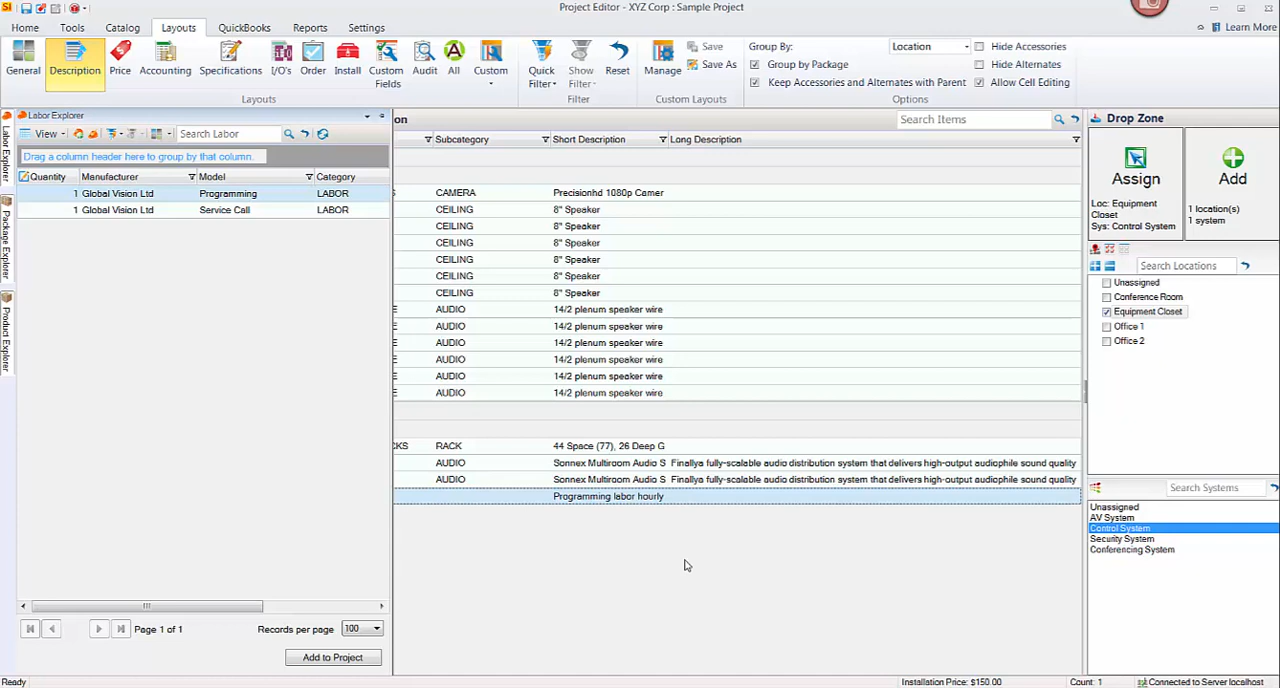 SI
Project Editor - XYZ Corp : Sample Project
Home Tools Catalog Layouts QuickBooks Reports Settings
Learn More
General Description Price Accounting Specifications I/O's Order Install Custom Fields Audit All Custom
Layouts
Quick Filter Show Filter Reset
Filter
Manage Save Save As
Custom Layouts
Group By: Location Hide Accessories
Group by Package Hide Alternates
Keep Accessories and Alternates with Parent Allow Cell Editing
Options
Labor Explorer
Package Explorer
Product Explorer
Labor Explorer
View Search Labor
Drag a column header here to group by that column.
Quantity Manufacturer Model Category
1 Global Vision Ltd Programming LABOR
1 Global Vision Ltd Service Call LABOR
Page 1 of 1 Records per page 100
Add to Project
on Search Items
Subcategory Short Description Long Description
S CAMERA Precisionhd 1080p Camer
CEILING 8" Speaker
CEILING 8" Speaker
CEILING 8" Speaker
CEILING 8" Speaker
CEILING 8" Speaker
CEILING 8" Speaker
E AUDIO 14/2 plenum speaker wire
E AUDIO 14/2 plenum speaker wire
E AUDIO 14/2 plenum speaker wire
E AUDIO 14/2 plenum speaker wire
E AUDIO 14/2 plenum speaker wire
E AUDIO 14/2 plenum speaker wire
CKS RACK 44 Space (77), 26 Deep G
AUDIO Sonnex Multiroom Audio S Finallya fully-scalable audio distribution system that delivers high-output audiophile sound quality
AUDIO Sonnex Multiroom Audio S Finallya fully-scalable audio distribution system that delivers high-output audiophile sound quality
Programming labor hourly
Drop Zone
Assign
Loc: Equipment
Closet
Sys: Control System
Add
1 location(s)
1 system
Search Locations
Unassigned
Conference Room
Equipment Closet
Office 1
Office 2
Search Systems
Unassigned
AV System
Control System
Security System
Conferencing System
Ready Installation Price: $150.00 Count: 1 Connected to Server localhost